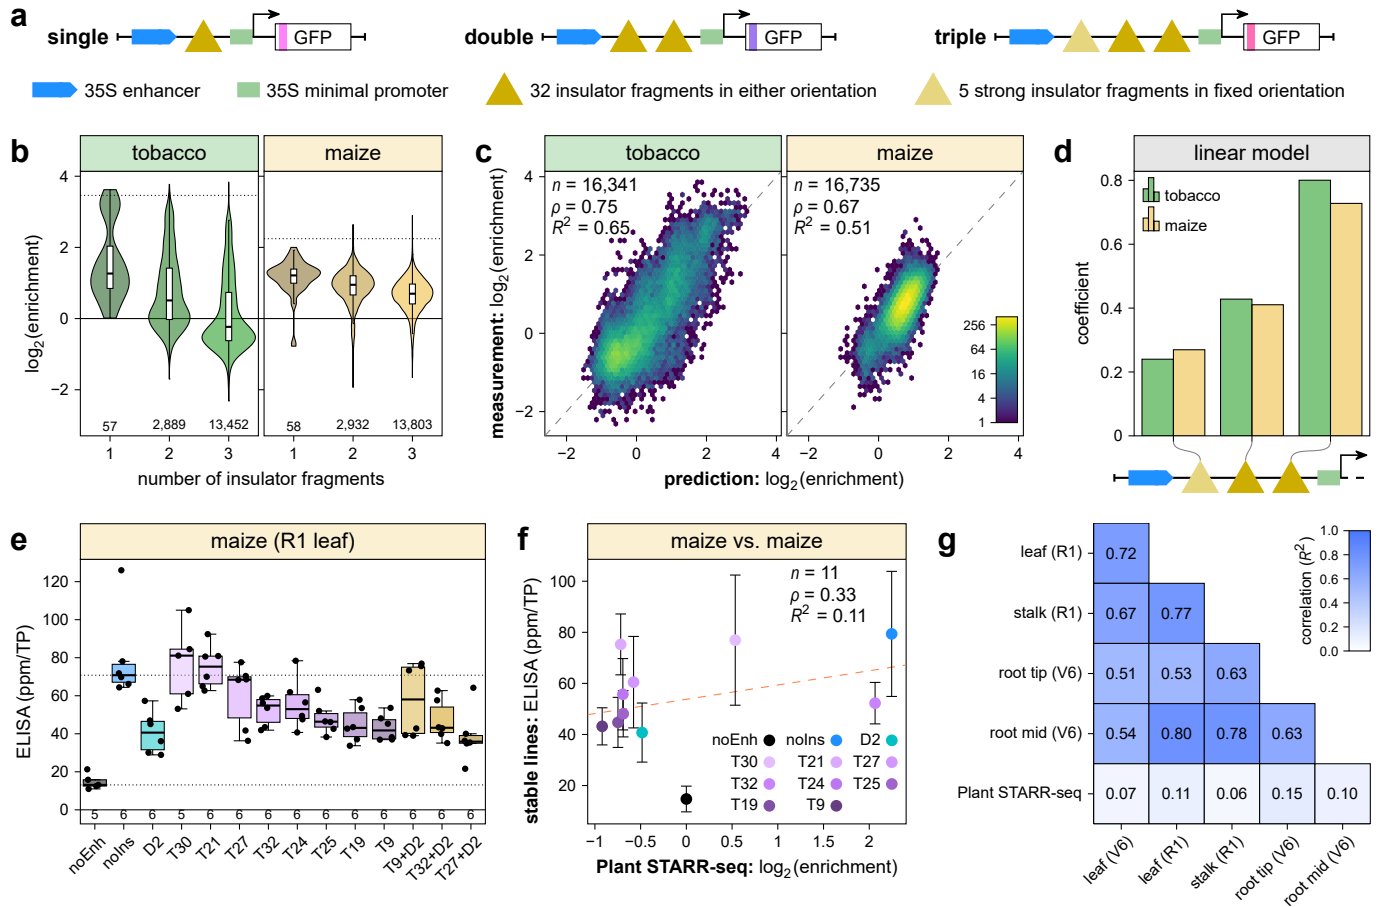 a
single
GFP
double
GFP
triple
GFP
35S enhancer
35S minimal promoter
32 insulator fragments in either orientation
5 strong insulator fragments in fixed orientation
b
tobacco
maize
log2(enrichment)
4
2
0
−2
57
2,889
13,452
58
2,932
13,803
1
2
3
1
2
3
number of insulator fragments
c
tobacco
maize
measurement: log2(enrichment)
4
2
0
−2
n = 16,341
ρ = 0.75
R2 = 0.65
n = 16,735
ρ = 0.67
R2 = 0.51
256
64
16
4
1
−2
0
2
4
−2
0
2
4
prediction: log2(enrichment)
d
linear model
coefficient
0.8
0.6
0.4
0.2
0
tobacco
maize
e
maize (R1 leaf)
ELISA (ppm/TP)
120
100
80
60
40
20
0
5
6
6
5
6
6
6
6
6
6
6
6
6
6
noEnh
noIns
D2
T30
T21
T27
T32
T24
T25
T19
T9
T9+D2
T32+D2
T27+D2
f
maize vs. maize
stable lines: ELISA (ppm/TP)
100
80
60
40
20
n = 11
ρ = 0.33
R2 = 0.11
noEnh
noIns
D2
T30
T21
T27
T32
T24
T25
T19
T9
−1
−0.5
0
0.5
1
1.5
2
Plant STARR-seq: log2(enrichment)
g
leaf (R1)
0.72
stalk (R1)
0.67
0.77
root tip (V6)
0.51
0.53
0.63
root mid (V6)
0.54
0.80
0.78
0.63
Plant STARR-seq
0.07
0.11
0.06
0.15
0.10
leaf (V6)
leaf (R1)
stalk (R1)
root tip (V6)
root mid (V6)
correlation (R2)
1.0
0.8
0.6
0.4
0.2
0.0